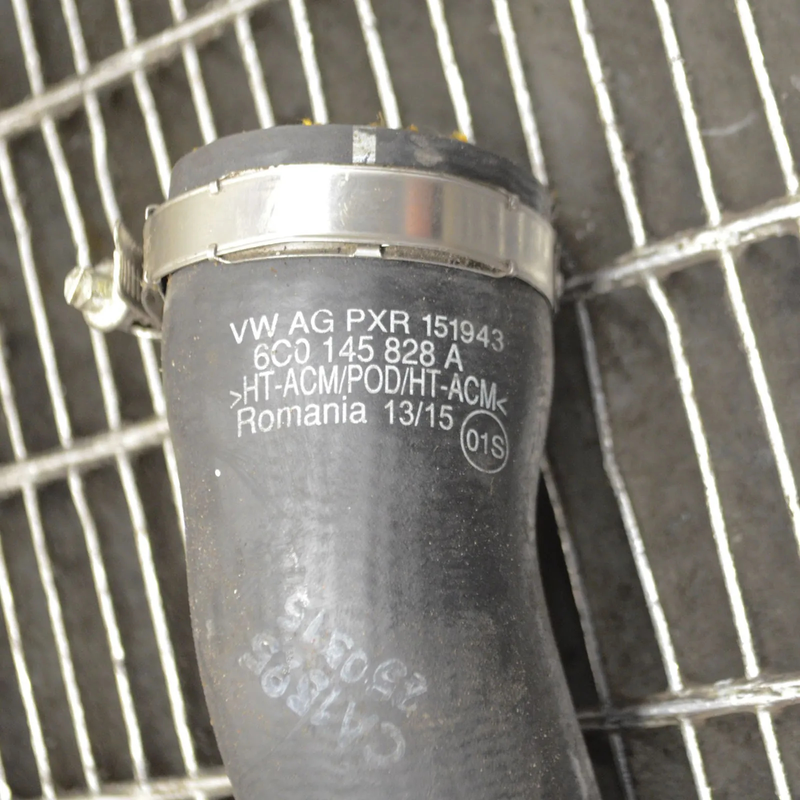 VW AG PXR 151943
6C0 145 828 A
>HT-ACM/POD/HT-ACM<
Romania 13/15
01S